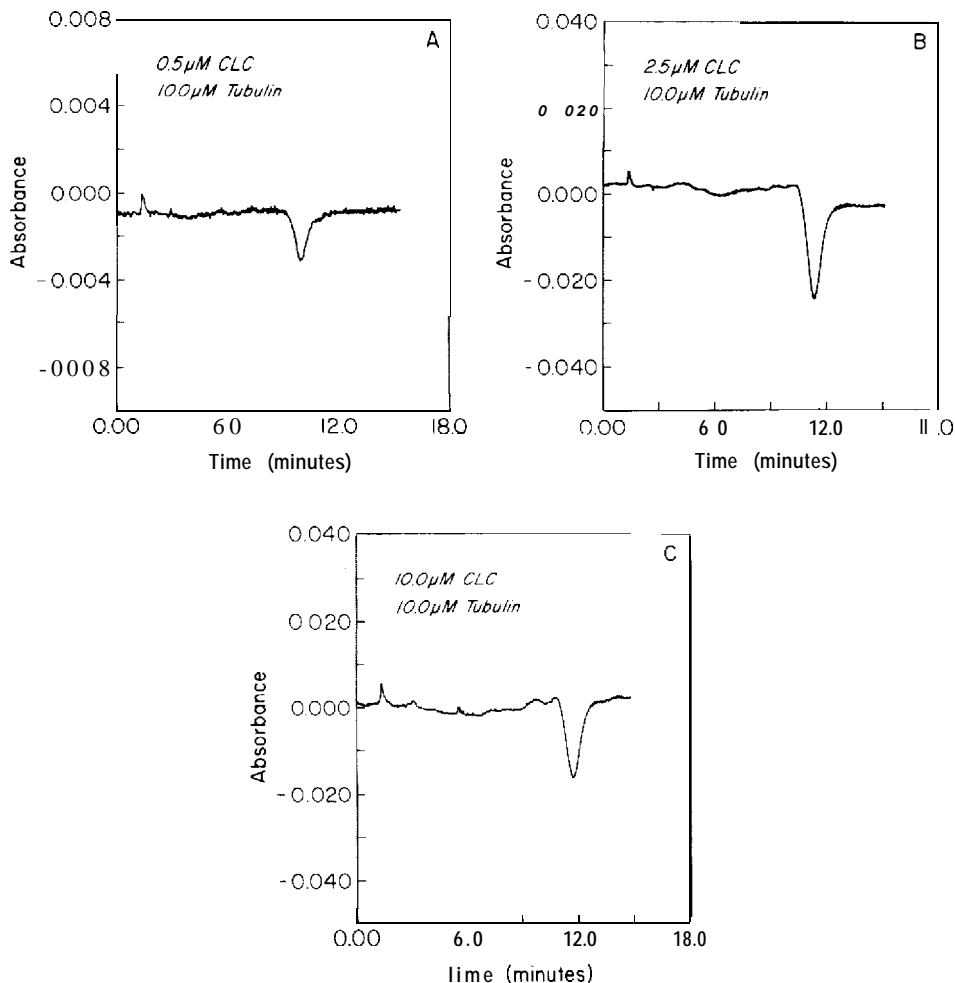 A
0.5μM CLC
10.0μM Tubulin
0.008
0.004
0.000
-0.004
-0008
Absorbance
0.00 60 12.0 18.0
Time (minutes)
B
2.5μM CLC
10.0μM Tubulin
0.040
0 020
0.000
-0.020
-0.040
Absorbance
0.00 6 0 12.0 II .0
Time (minutes)
C
10.0μM CLC
10.0μM Tubulin
0.040
0.020
0.000
-0.020
-0.040
Absorbance
0.00 6.0 12.0 18.0
lime (minutes)